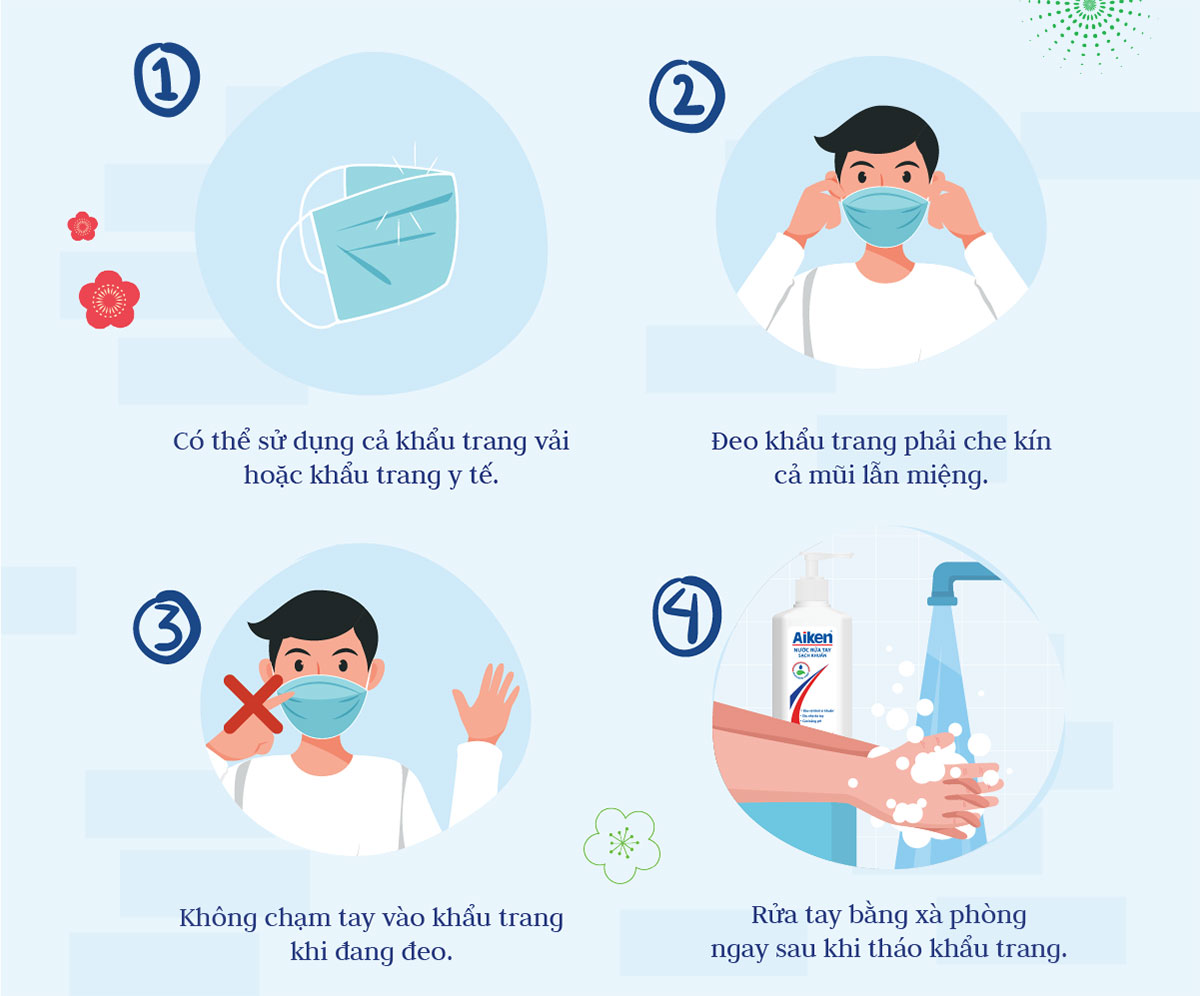 1
Có thể sử dụng cả khẩu trang vải
hoặc khẩu trang y tế.
2
Đeo khẩu trang phải che kín
cả mũi lẫn miệng.
3
Không chạm tay vào khẩu trang
khi đang đeo.
4
Aiken
NƯỚC RỬA TAY
SẠCH KHUẨN
Rửa tay bằng xà phòng
ngay sau khi tháo khẩu trang.